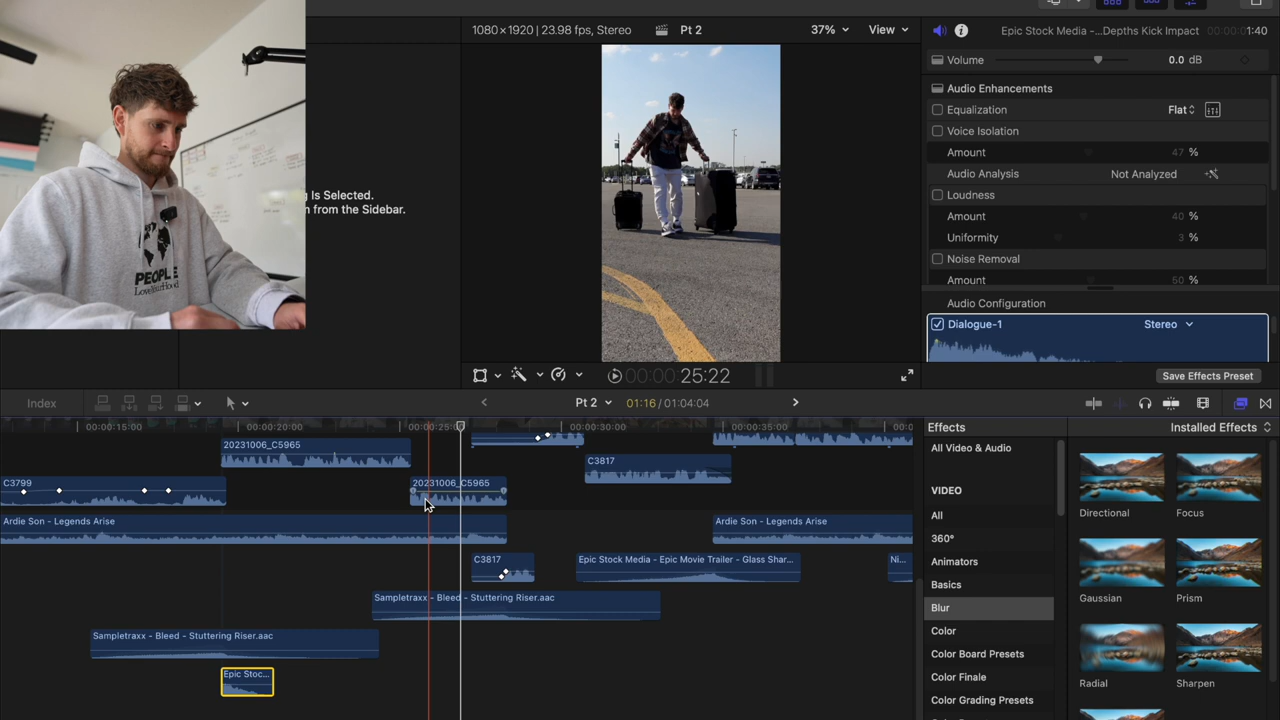 1080×1920 | 23.98 fps, Stereo
Pt 2
37%
View
Epic Stock Media -...Depths Kick Impact
00:00:01:40
Volume
0.0 dB
Audio Enhancements
Equalization
Flat
Voice Isolation
Amount
47 %
Audio Analysis
Not Analyzed
Loudness
Amount
40 %
Uniformity
3 %
Noise Removal
Amount
50 %
Audio Configuration
Dialogue-1
Stereo
Save Effects Preset
g Is Selected.
n from the Sidebar.
PEOPLE
LoveYourHood
00:00:25:22
Index
Pt 2
01:16 / 01:04:04
00:00:15:00
00:00:20:00
00:00:25:00
00:00:30:00
00:00:35:00
20231006_C5965
C3817
C3799
20231006_C5965
Ardie Son - Legends Arise
Ardie Son - Legends Arise
C3817
Epic Stock Media - Epic Movie Trailer - Glass Shar...
Ni...
Sampletraxx - Bleed - Stuttering Riser.aac
Sampletraxx - Bleed - Stuttering Riser.aac
Epic Stoc...
Effects
Installed Effects
All Video & Audio
VIDEO
All
360°
Animators
Basics
Blur
Color
Color Board Presets
Color Finale
Color Grading Presets
Directional
Focus
Gaussian
Prism
Radial
Sharpen